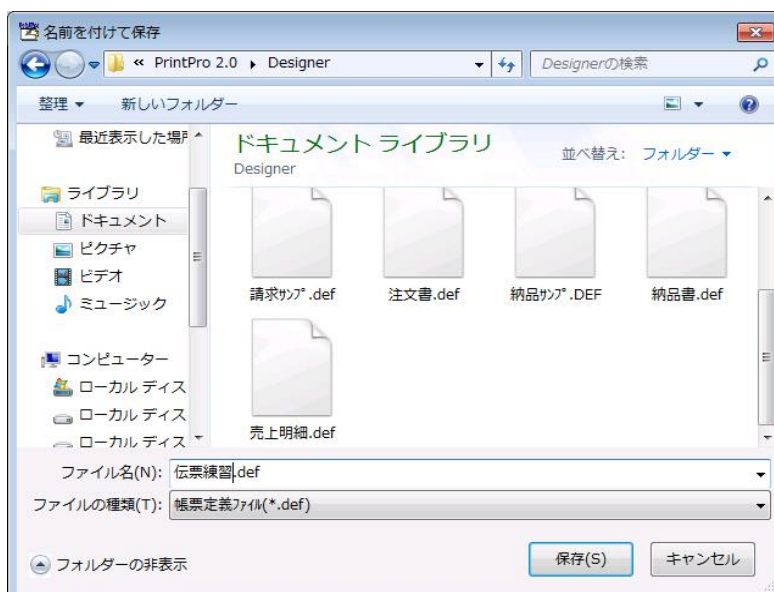 名前を付けて保存
« PrintPro 2.0 ▸ Designer
Designerの検索
整理 ▼ 新しいフォルダー
最近表示した場所
ライブラリ
ドキュメント
ピクチャ
ビデオ
ミュージック
コンピューター
ローカル ディス
ローカル ディス
ローカル ディス
ドキュメント ライブラリ
Designer
並べ替え: フォルダー ▼
請求ｻﾝﾌﾟ.def
注文書.def
納品ｻﾝﾌﾟ.DEF
納品書.def
売上明細.def
ファイル名(N): 伝票練習.def
ファイルの種類(T): 帳票定義ﾌｧｲﾙ(*.def)
フォルダーの非表示
保存(S)
キャンセル